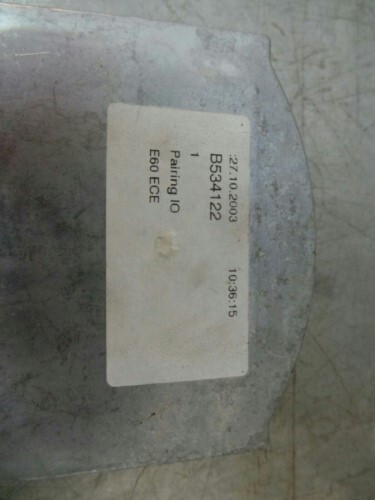 :27.10.2003 10:36:15
B534122
1
Pairing IO
E60 ECE